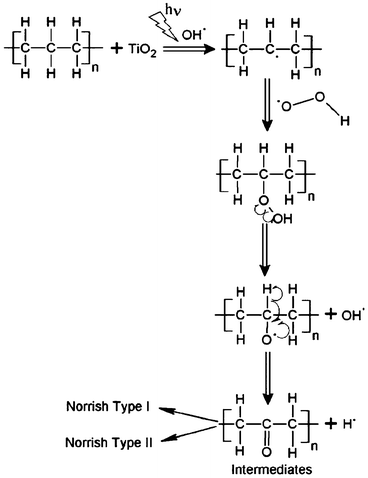 hν
H H H
C C C
H H H
n
+ TiO2
OH·
H H H
C C C
H · H
n
·O O
H
H H H
C C C
H O H
n
OH
H H H
C C C
H O· H
n
+ OH·
Norrish Type I
H H
C C C
H O H
n
+ H·
Norrish Type II
Intermediates